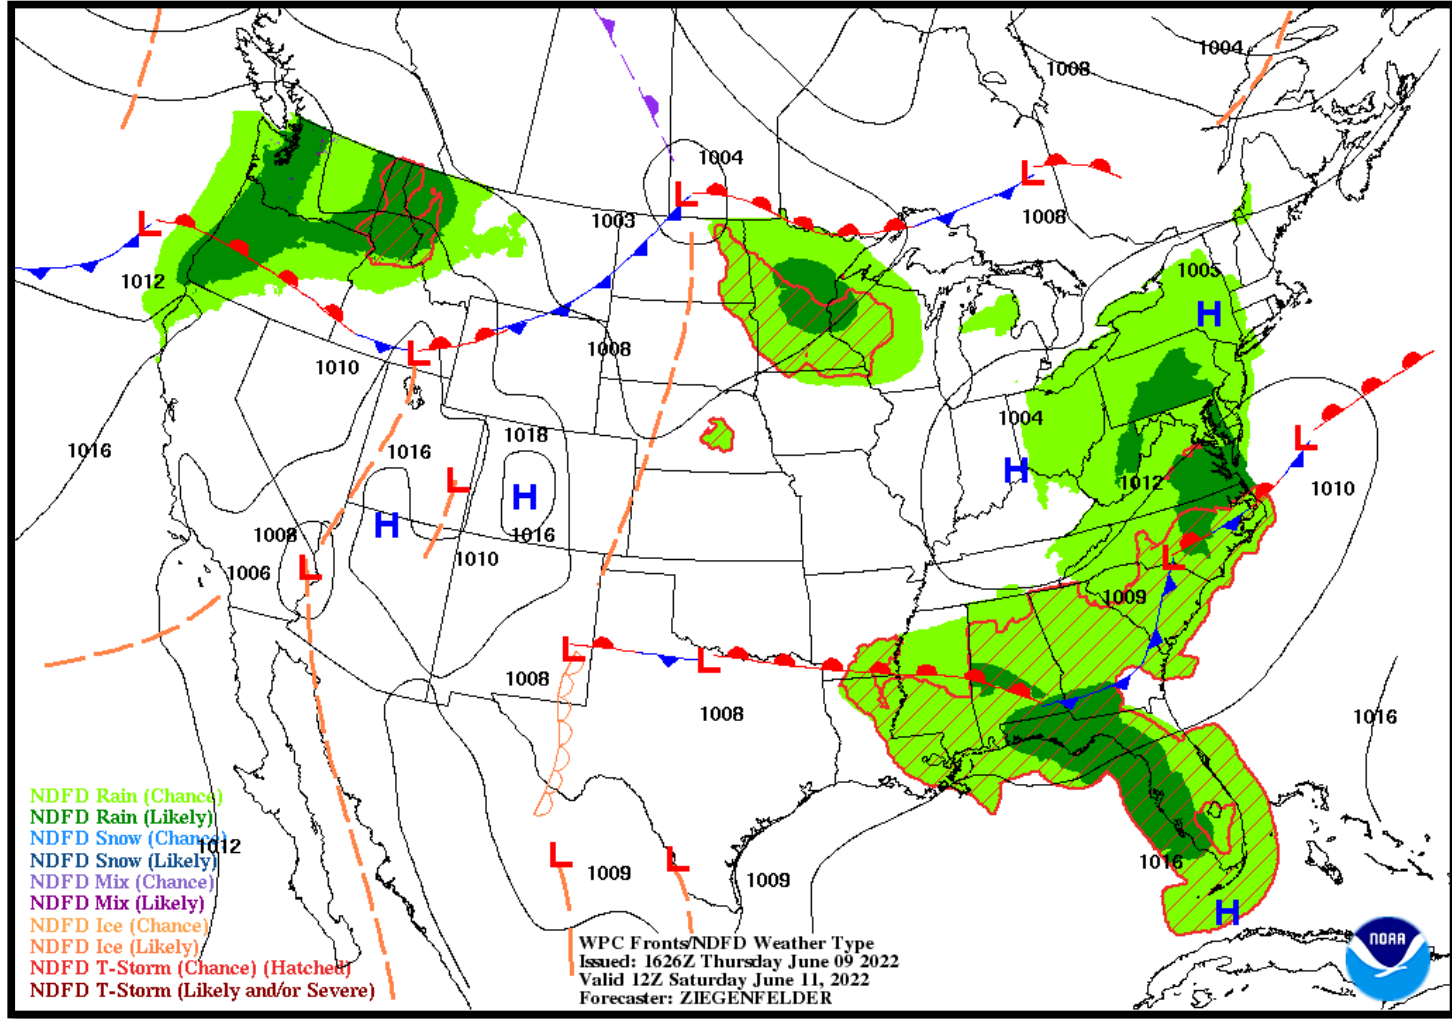 1004
1008
1004
L
1003
L
L
1008
1012
1005
H
L
1010
1008
1004
L
1016
1016
1018
L
H
H
H
1012
1010
1008
1016
1010
1006
L
L
1009
L
L
1008
1008
1016
NDFD Rain (Chance)
NDFD Rain (Likely)
NDFD Snow (Chance)
1012
NDFD Snow (Likely)
NDFD Mix (Chance)
NDFD Mix (Likely)
NDFD Ice (Chance)
NDFD Ice (Likely)
NDFD T-Storm (Chance) (Hatched)
NDFD T-Storm (Likely and/or Severe)
L
1009
L
1009
1016
H
WPC Fronts/NDFD Weather Type
Issued: 1626Z Thursday June 09 2022
Valid 12Z Saturday June 11, 2022
Forecaster: ZIEGENFELDER
NOAA